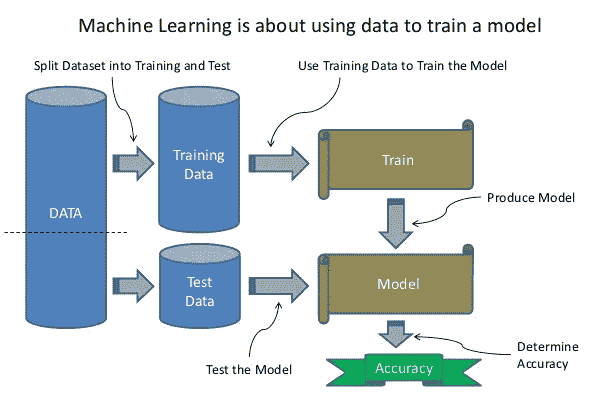 Machine Learning is about using data to train a model
Split Dataset into Training and Test
Use Training Data to Train the Model
Training
Data
Train
DATA
Produce Model
Test
Data
Model
Test the Model
Determine
Accuracy
Accuracy